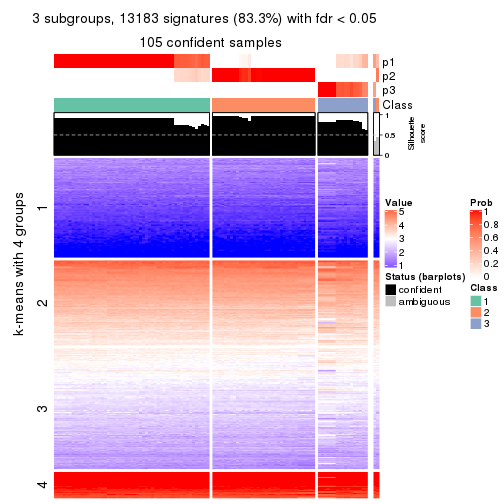 3 subgroups, 13183 signatures (83.3%) with fdr < 0.05
105 confident samples
p1
p2
p3
Class
1
0.5
0
Silhouette
score
k-means with 4 groups
1
2
3
4
Value
5
4
3
2
1
Status (barplots)
confident
ambiguous
Prob
1
0.8
0.6
0.4
0.2
0
Class
1
2
3